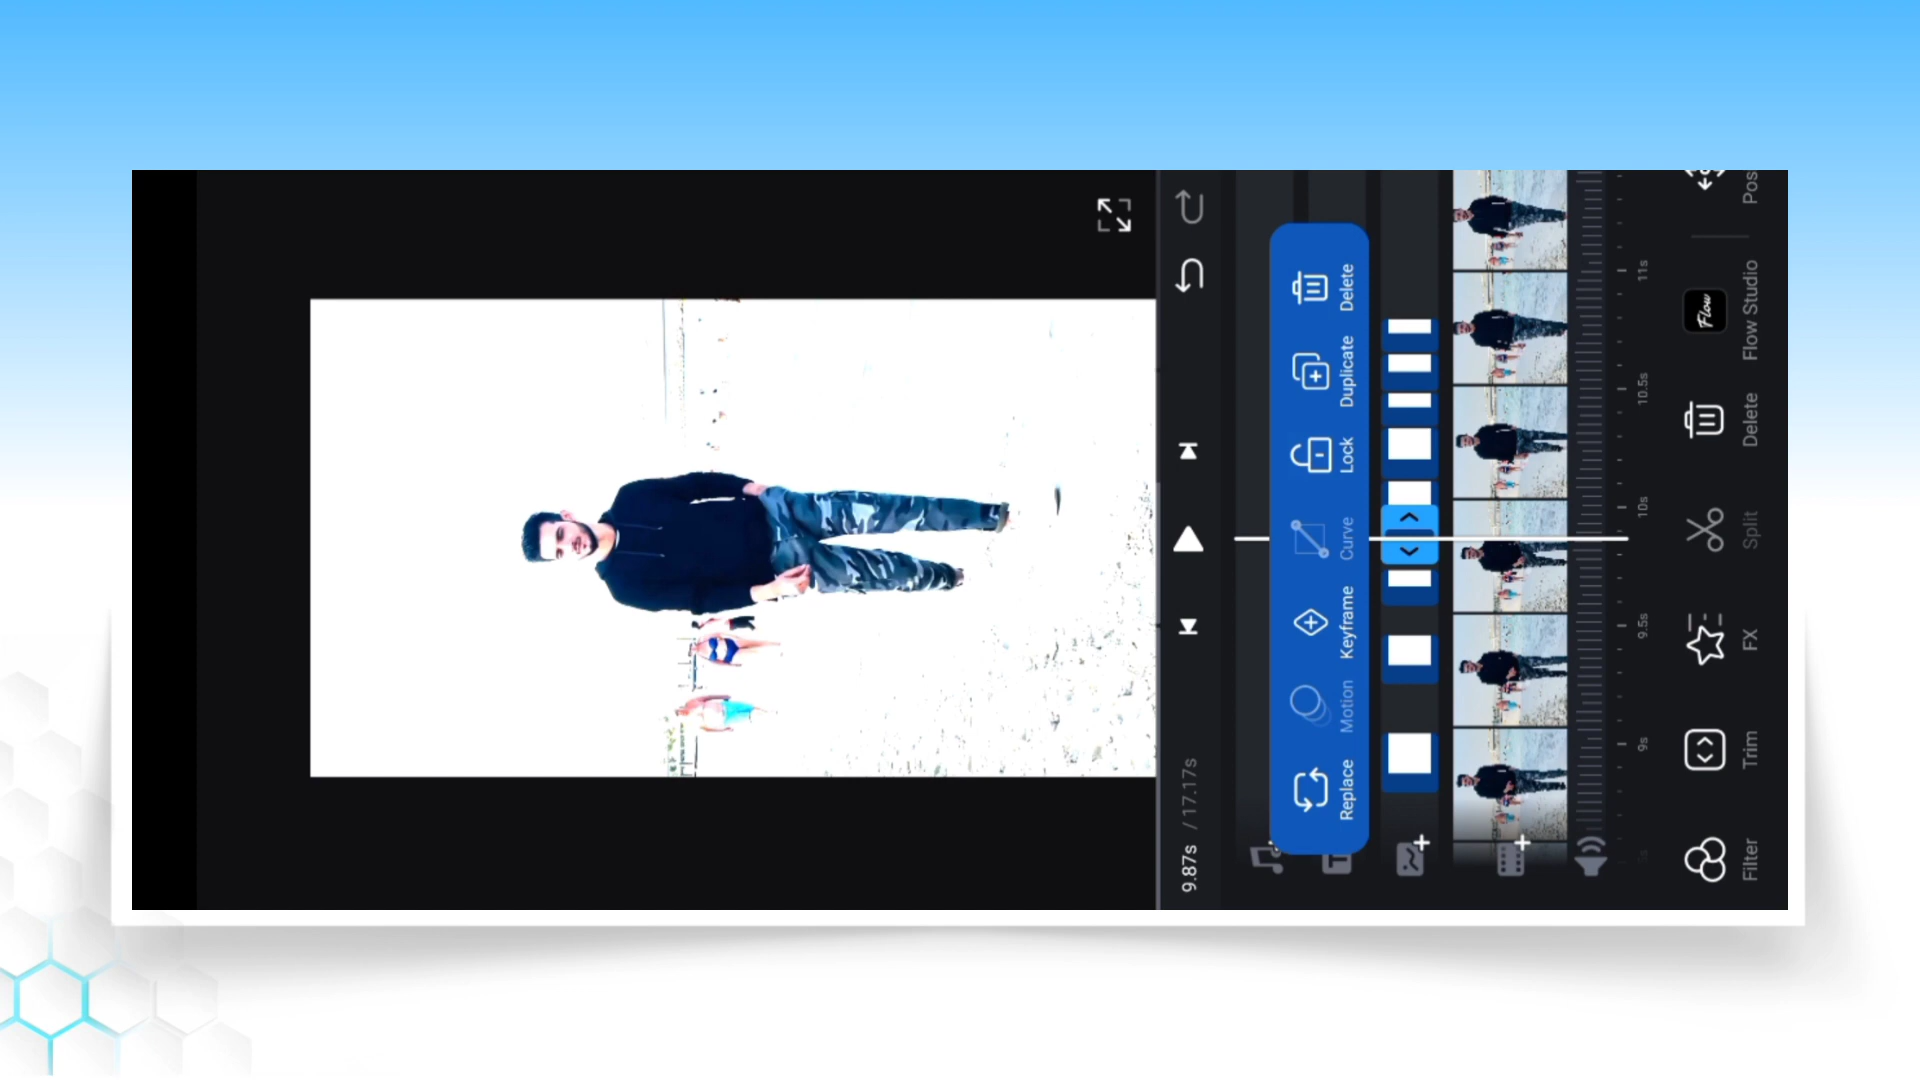 9.87s / 17.17s
Replace
Motion
Keyframe
Curve
Lock
Duplicate
Delete
9s
9.5s
10s
10.5s
11s
Filter
Trim
FX
Split
Delete
Flow
Flow Studio
Pos